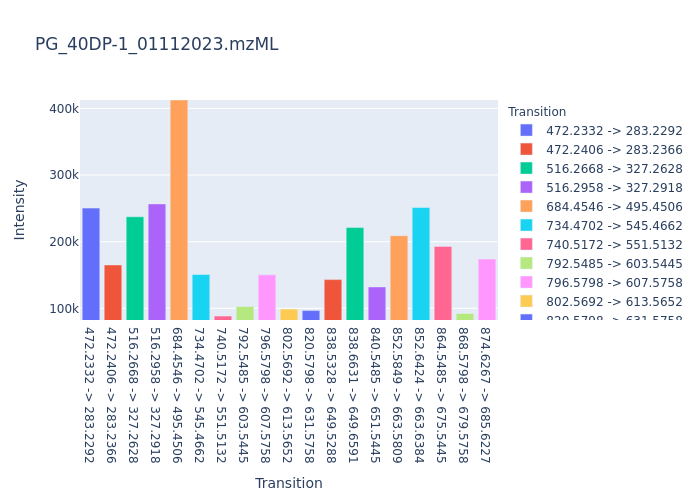 PG_40DP-1_01112023.mzML
Intensity
400k
300k
200k
100k
472.2332 -> 283.2292
472.2406 -> 283.2366
516.2668 -> 327.2628
516.2958 -> 327.2918
684.4546 -> 495.4506
734.4702 -> 545.4662
740.5172 -> 551.5132
792.5485 -> 603.5445
796.5798 -> 607.5758
802.5692 -> 613.5652
820.5798 -> 631.5758
838.5328 -> 649.5288
838.6631 -> 649.6591
840.5485 -> 651.5445
852.5849 -> 663.5809
852.6424 -> 663.6384
864.5485 -> 675.5445
868.5798 -> 679.5758
874.6267 -> 685.6227
Transition
Transition
472.2332 -> 283.2292
472.2406 -> 283.2366
516.2668 -> 327.2628
516.2958 -> 327.2918
684.4546 -> 495.4506
734.4702 -> 545.4662
740.5172 -> 551.5132
792.5485 -> 603.5445
796.5798 -> 607.5758
802.5692 -> 613.5652
820.5798 -> 631.5758